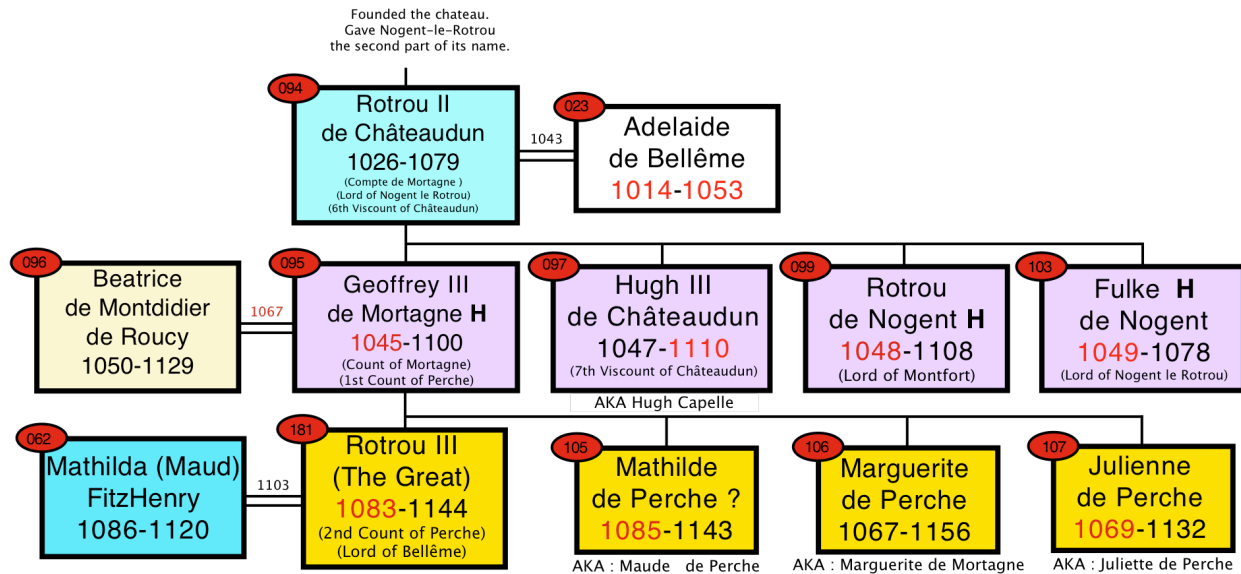 Founded the chateau.
Gave Nogent-le-Rotrou
the second part of its name.
094
Rotrou II
de Châteaudun
1026-1079
(Compte de Mortagne )
(Lord of Nogent le Rotrou)
(6th Viscount of Châteaudun)
1043
023
Adelaide
de Bellême
1014-1053
096
Beatrice
de Montdidier
de Roucy
1050-1129
1067
095
Geoffrey III
de Mortagne H
1045-1100
(Count of Mortagne)
(1st Count of Perche)
097
Hugh III
de Châteaudun
1047-1110
(7th Viscount of Châteaudun)
AKA Hugh Capelle
099
Rotrou
de Nogent H
1048-1108
(Lord of Montfort)
103
Fulke H
de Nogent
1049-1078
(Lord of Nogent le Rotrou)
062
Mathilda (Maud)
FitzHenry
1086-1120
1103
181
Rotrou III
(The Great)
1083-1144
(2nd Count of Perche)
(Lord of Bellême)
105
Mathilde
de Perche ?
1085-1143
AKA : Maude de Perche
106
Marguerite
de Perche
1067-1156
AKA : Marguerite de Mortagne
107
Julienne
de Perche
1069-1132
AKA : Juliette de Perche